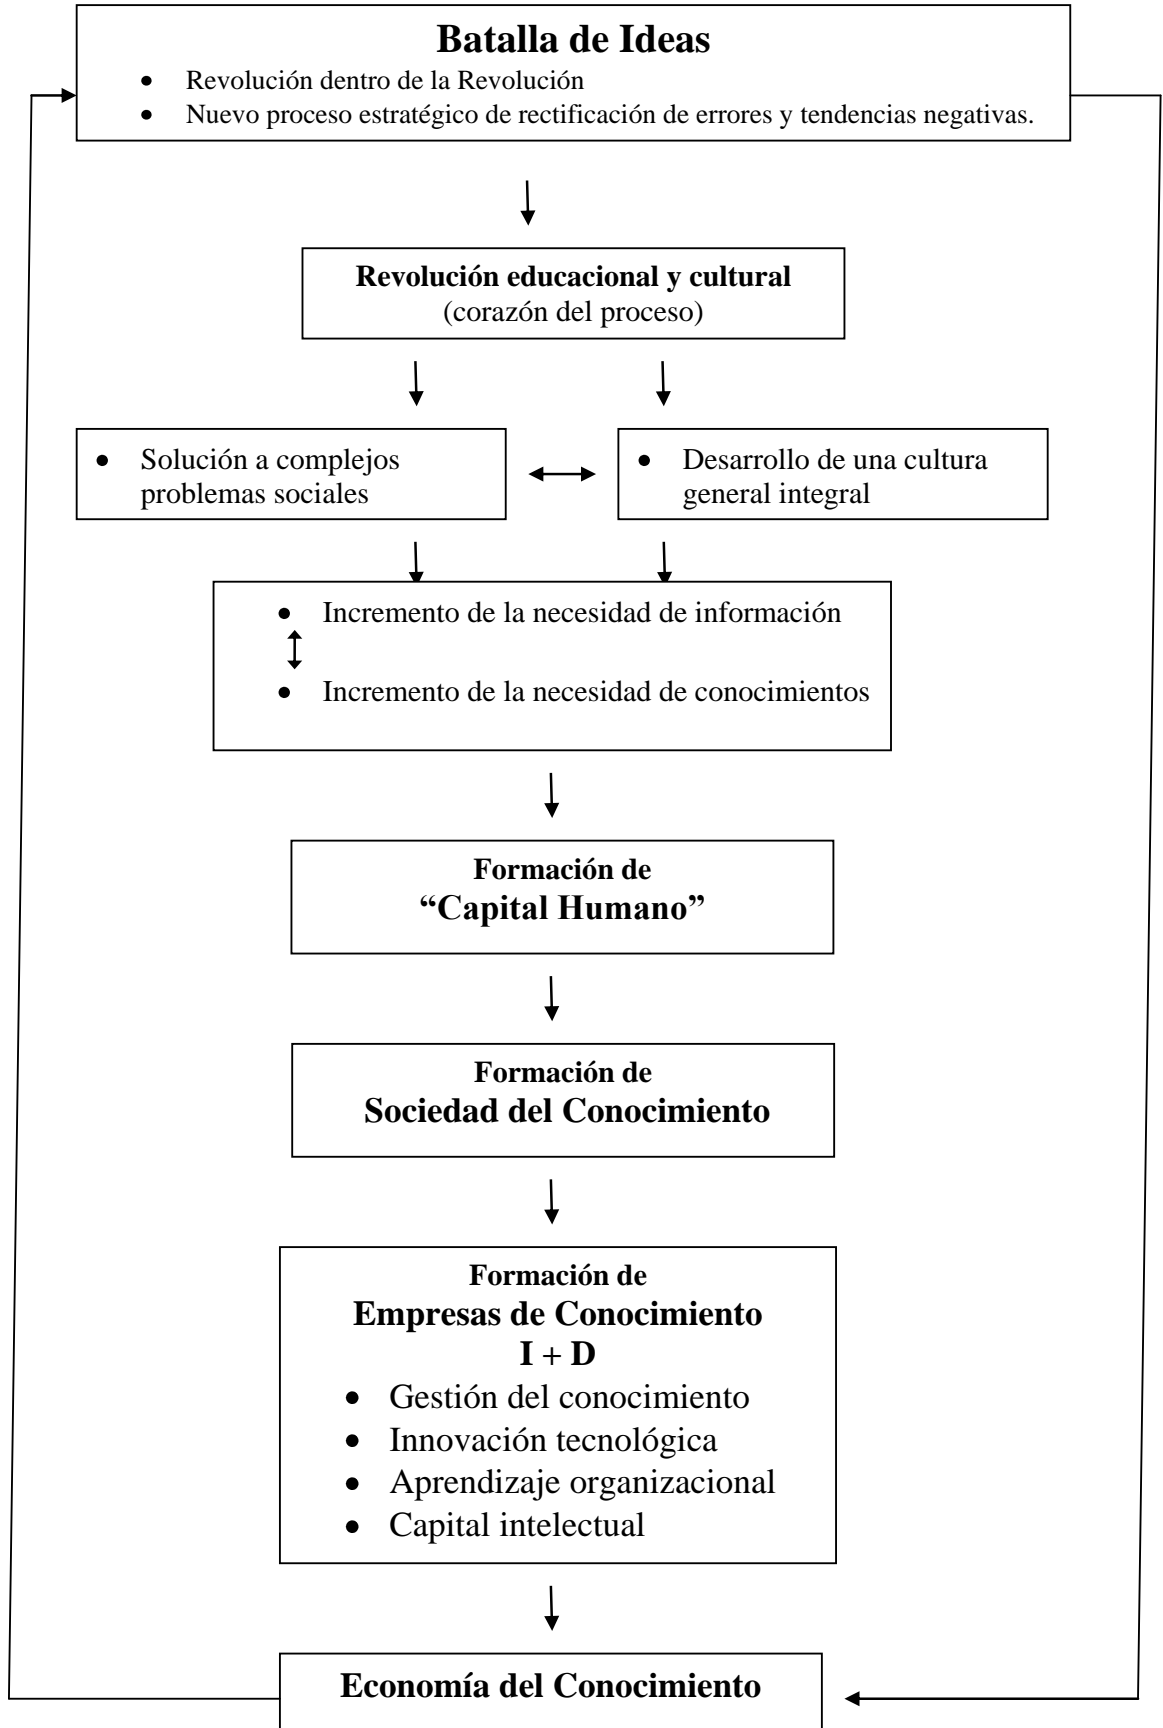 Batalla de Ideas
• Revolución dentro de la Revolución
• Nuevo proceso estratégico de rectificación de errores y tendencias negativas.
Revolución educacional y cultural
(corazón del proceso)
• Solución a complejos
problemas sociales
• Desarrollo de una cultura
general integral
• Incremento de la necesidad de información
• Incremento de la necesidad de conocimientos
Formación de
“Capital Humano”
Formación de
Sociedad del Conocimiento
Formación de
Empresas de Conocimiento
I + D
• Gestión del conocimiento
• Innovación tecnológica
• Aprendizaje organizacional
• Capital intelectual
Economía del Conocimiento